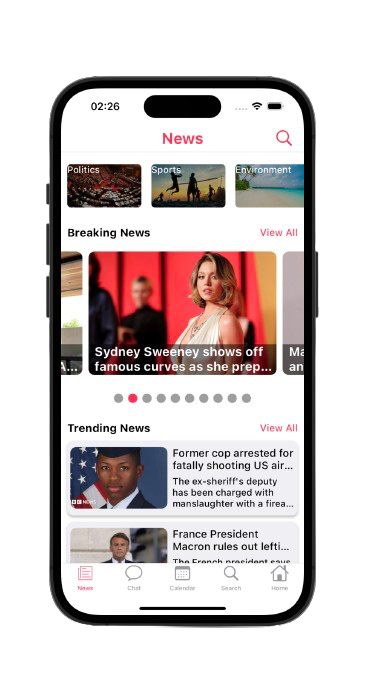 02:26
News
Politics
Sports
Environment
Breaking News
View All
A...
Sydney Sweeney shows off
famous curves as she prep...
Ma
an
Trending News
View All
BBC NEWS
Former cop arrested for
fatally shooting US air...
The ex-sheriff's deputy
has been charged with
manslaughter with a firea...
France President
Macron rules out lefti...
The French president says
News
Chat
Calendar
Search
Home